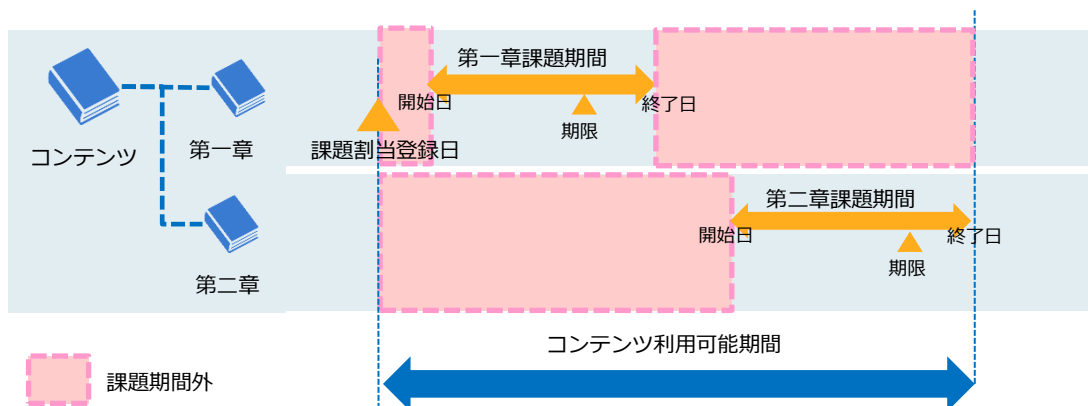 第一章課題期間
開始日
終了日
期限
課題割当登録日
コンテンツ
第一章
第二章課題期間
開始日
終了日
期限
第二章
コンテンツ利用可能期間
課題期間外